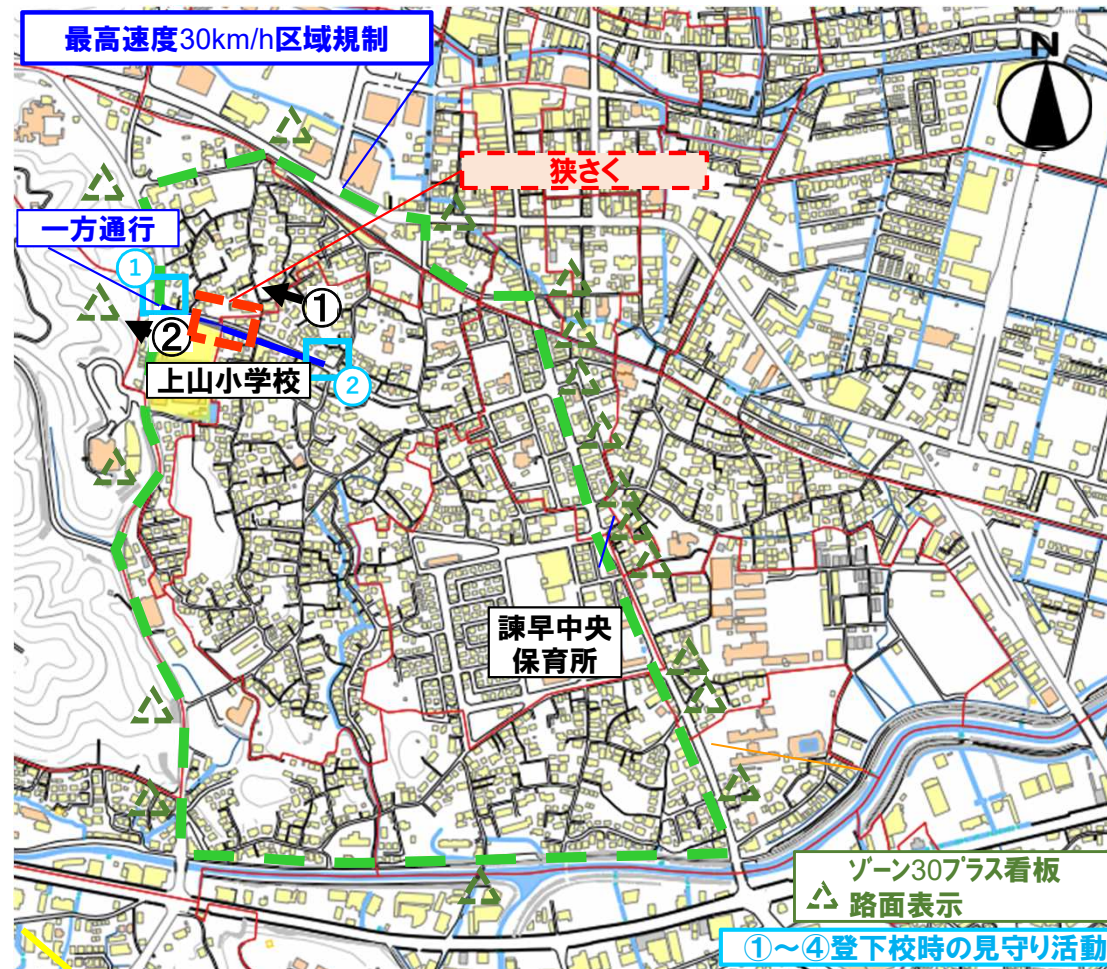 最高速度30km/h区域規制
N
狭さく
一方通行
①
①
②
上山小学校
②
諫早中央
保育所
ゾーン30プラス看板
路面表示
①~④登下校時の見守り活動